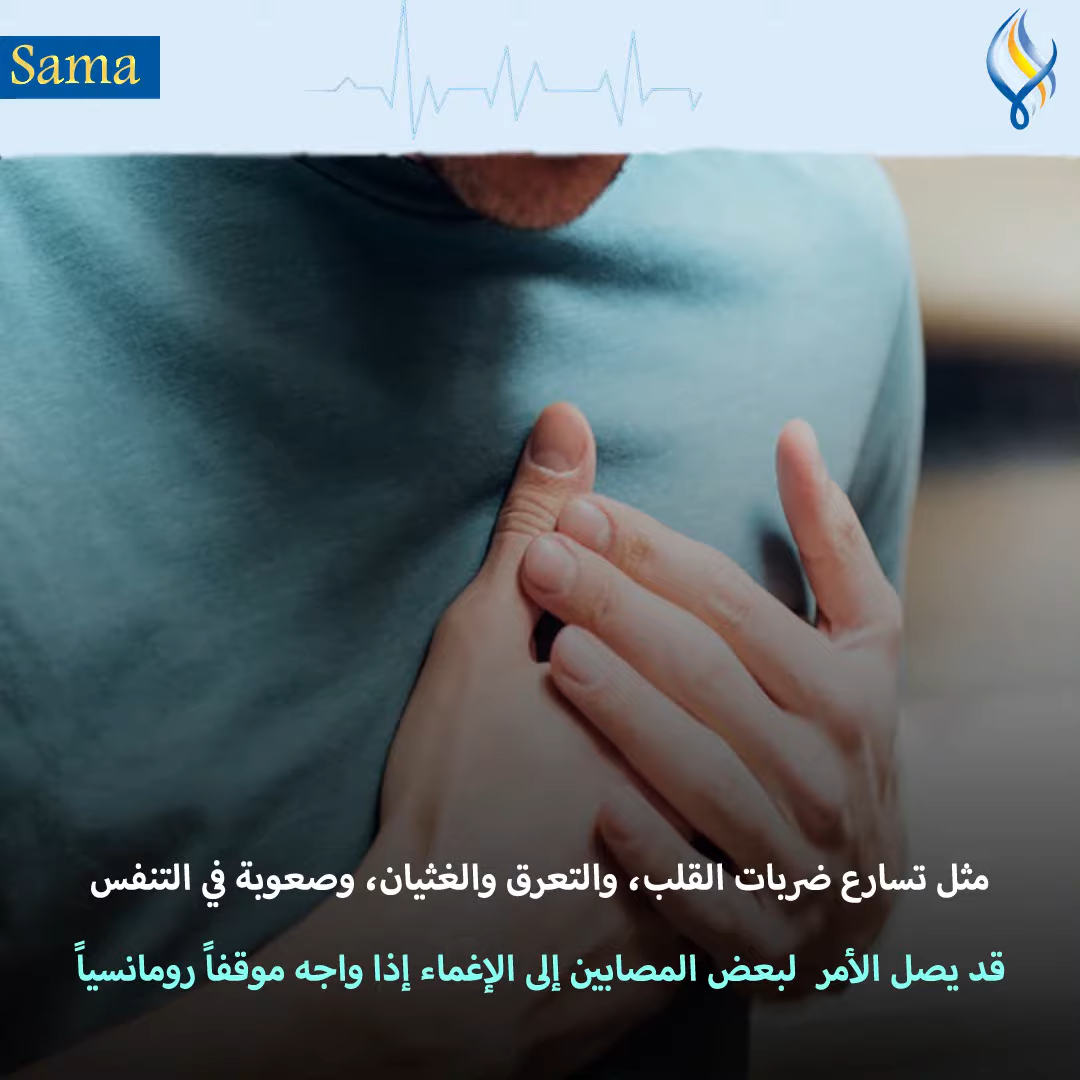 Sama
مثل تسارع ضربات القلب، والتعرق والغثيان، وصعوبة في التنفس
قد يصل الأمر لبعض المصابين إلى الإغماء إذا واجه موقفاً رومانسياً